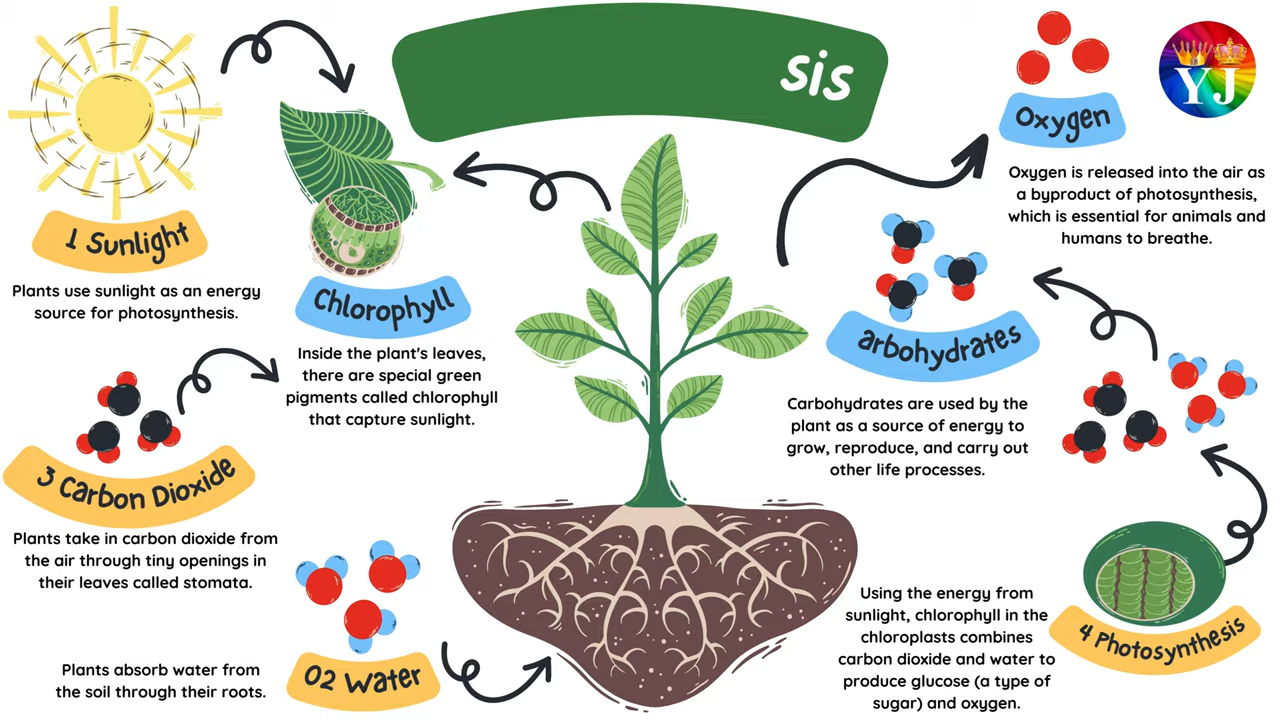 sis
YJ
1 Sunlight
Plants use sunlight as an energy
source for photosynthesis.
Chlorophyll
Inside the plant's leaves,
there are special green
pigments called chlorophyll
that capture sunlight.
3 Carbon Dioxide
Plants take in carbon dioxide from
the air through tiny openings in
their leaves called stomata.
O2 Water
Plants absorb water from
the soil through their roots.
Oxygen
Oxygen is released into the air as
a byproduct of photosynthesis,
which is essential for animals and
humans to breathe.
arbohydrates
Carbohydrates are used by the
plant as a source of energy to
grow, reproduce, and carry out
other life processes.
4 Photosynthesis
Using the energy from
sunlight, chlorophyll in the
chloroplasts combines
carbon dioxide and water to
produce glucose (a type of
sugar) and oxygen.